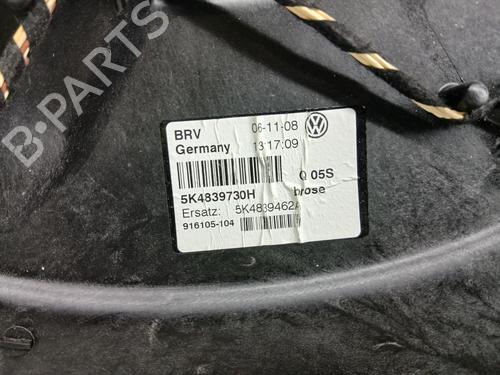 B-PARTS
BRV 06-11-08
Germany 13:17:09
Q 05S
5K4839730H brose
Ersatz: 5K4839462A
916105-104